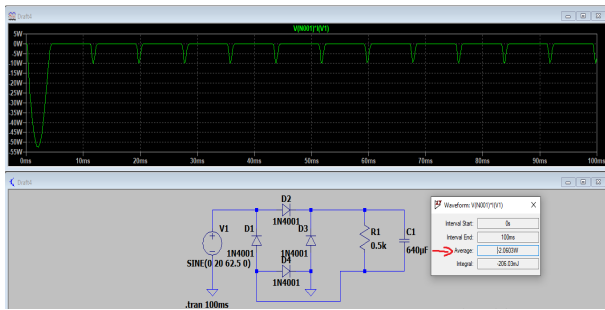 Draft4
V(N001)*I(V1)
5W
0W
-5W
-10W
-15W
-20W
-25W
-30W
-35W
-40W
-45W
-50W
-55W
0ms 10ms 20ms 30ms 40ms 50ms 60ms 70ms 80ms 90ms 100ms
Draft4
D2
1N4001
V1
D1
D3
R1
C1
1N4001
1N4001
0.5k
640µF
D4
1N4001
SINE(0 20 62.5 0)
.tran 100ms
Waveform: V(N001)*I(V1) X
Interval Start: 0s
Interval End: 100ms
Average: -2.0603W
Integral: -206.03mJ